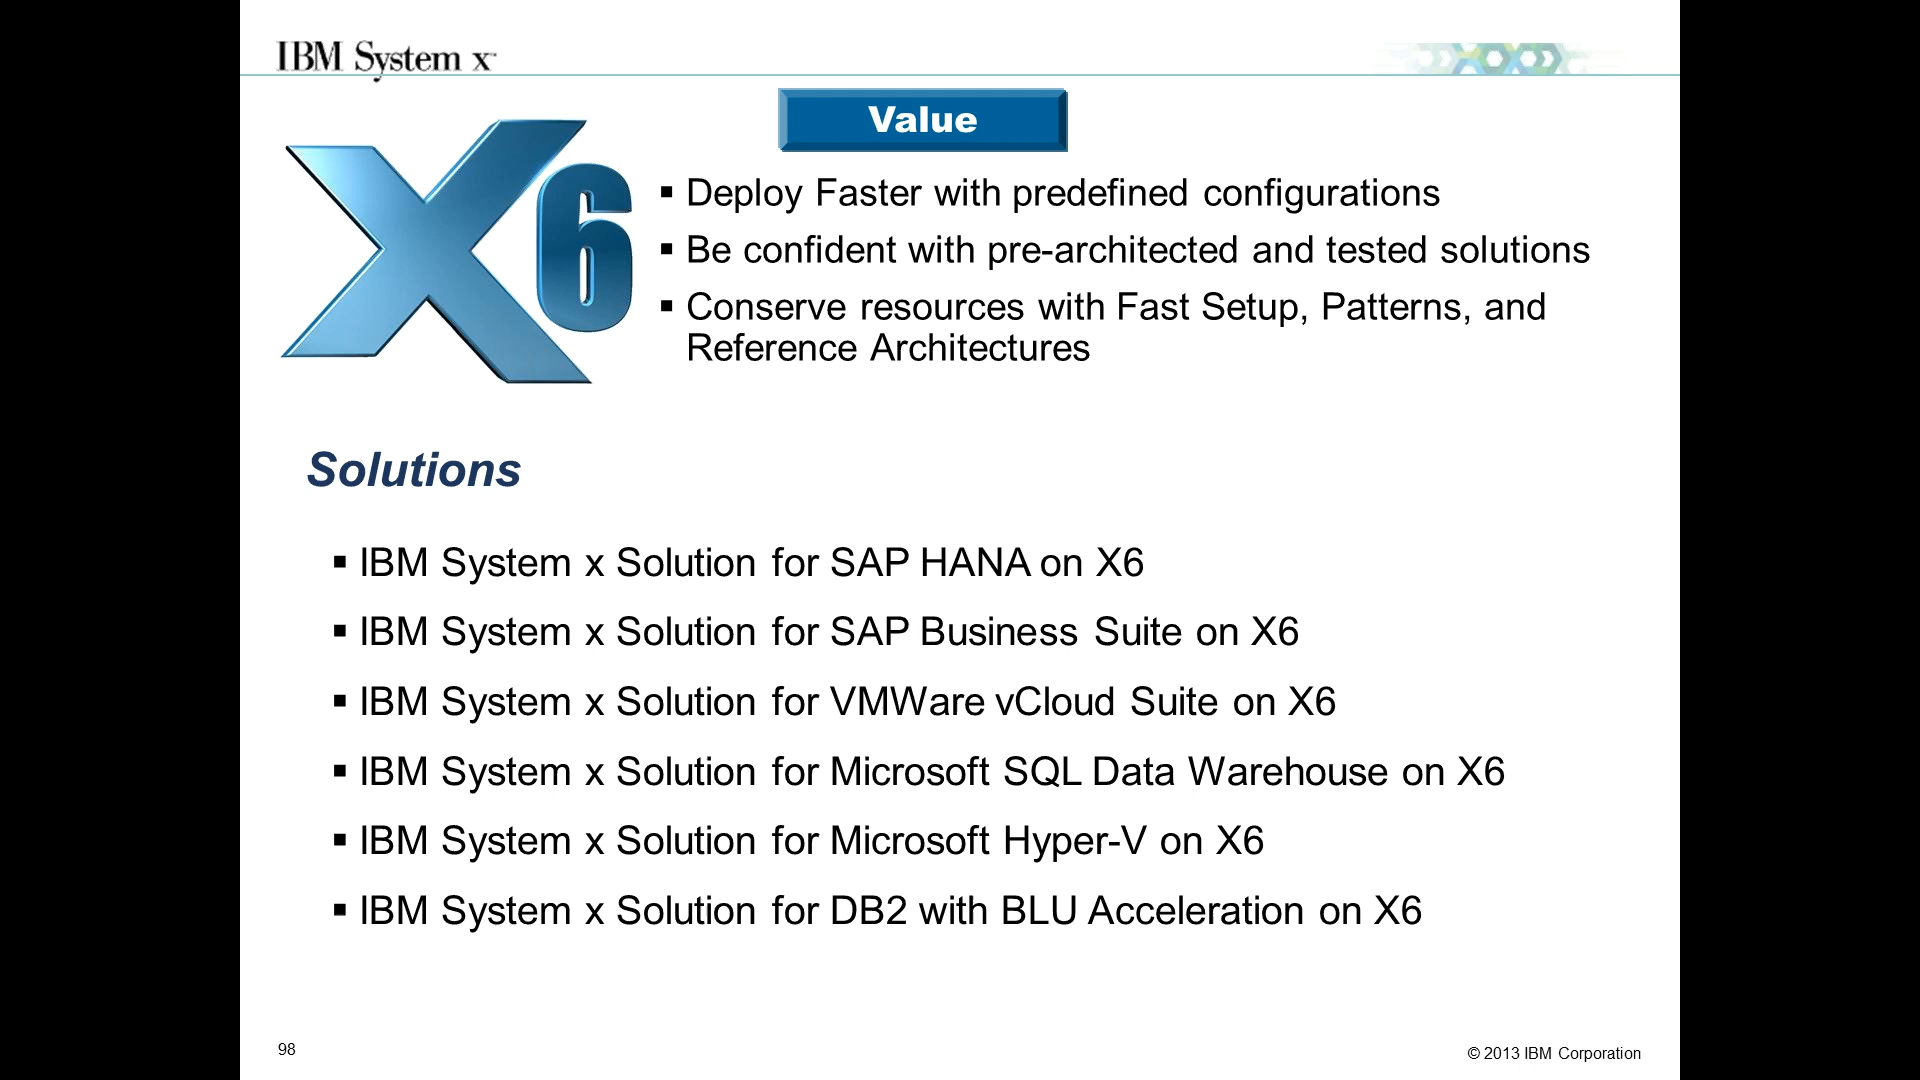 IBM System x™
X6
Value
▪ Deploy Faster with predefined configurations
▪ Be confident with pre-architected and tested solutions
▪ Conserve resources with Fast Setup, Patterns, and
Reference Architectures
Solutions
▪ IBM System x Solution for SAP HANA on X6
▪ IBM System x Solution for SAP Business Suite on X6
▪ IBM System x Solution for VMWare vCloud Suite on X6
▪ IBM System x Solution for Microsoft SQL Data Warehouse on X6
▪ IBM System x Solution for Microsoft Hyper-V on X6
▪ IBM System x Solution for DB2 with BLU Acceleration on X6
98
© 2013 IBM Corporation